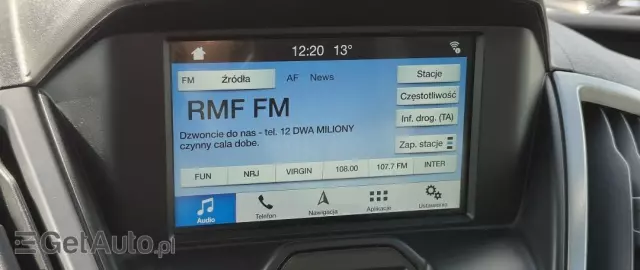 12:20 13°
FM Źródła AF News Stacje
RMF FM
Częstotliwość
Inf. drog. (TA)
Dzwoncie do nas - tel. 12 DWA MILIONY
czynny cala dobe.
Zap. stacje
FUN NRJ VIRGIN 108.00 107.7 FM INTER
Audio Telefon Nawigacja Aplikacje Ustawienia
GetAuto.pl